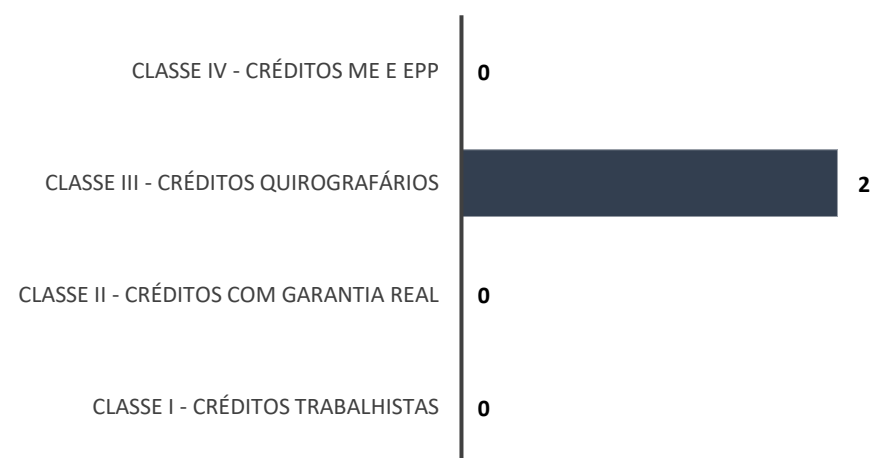 CLASSE IV - CRÉDITOS ME E EPP 0
CLASSE III - CRÉDITOS QUIROGRAFÁRIOS 2
CLASSE II - CRÉDITOS COM GARANTIA REAL 0
CLASSE I - CRÉDITOS TRABALHISTAS 0